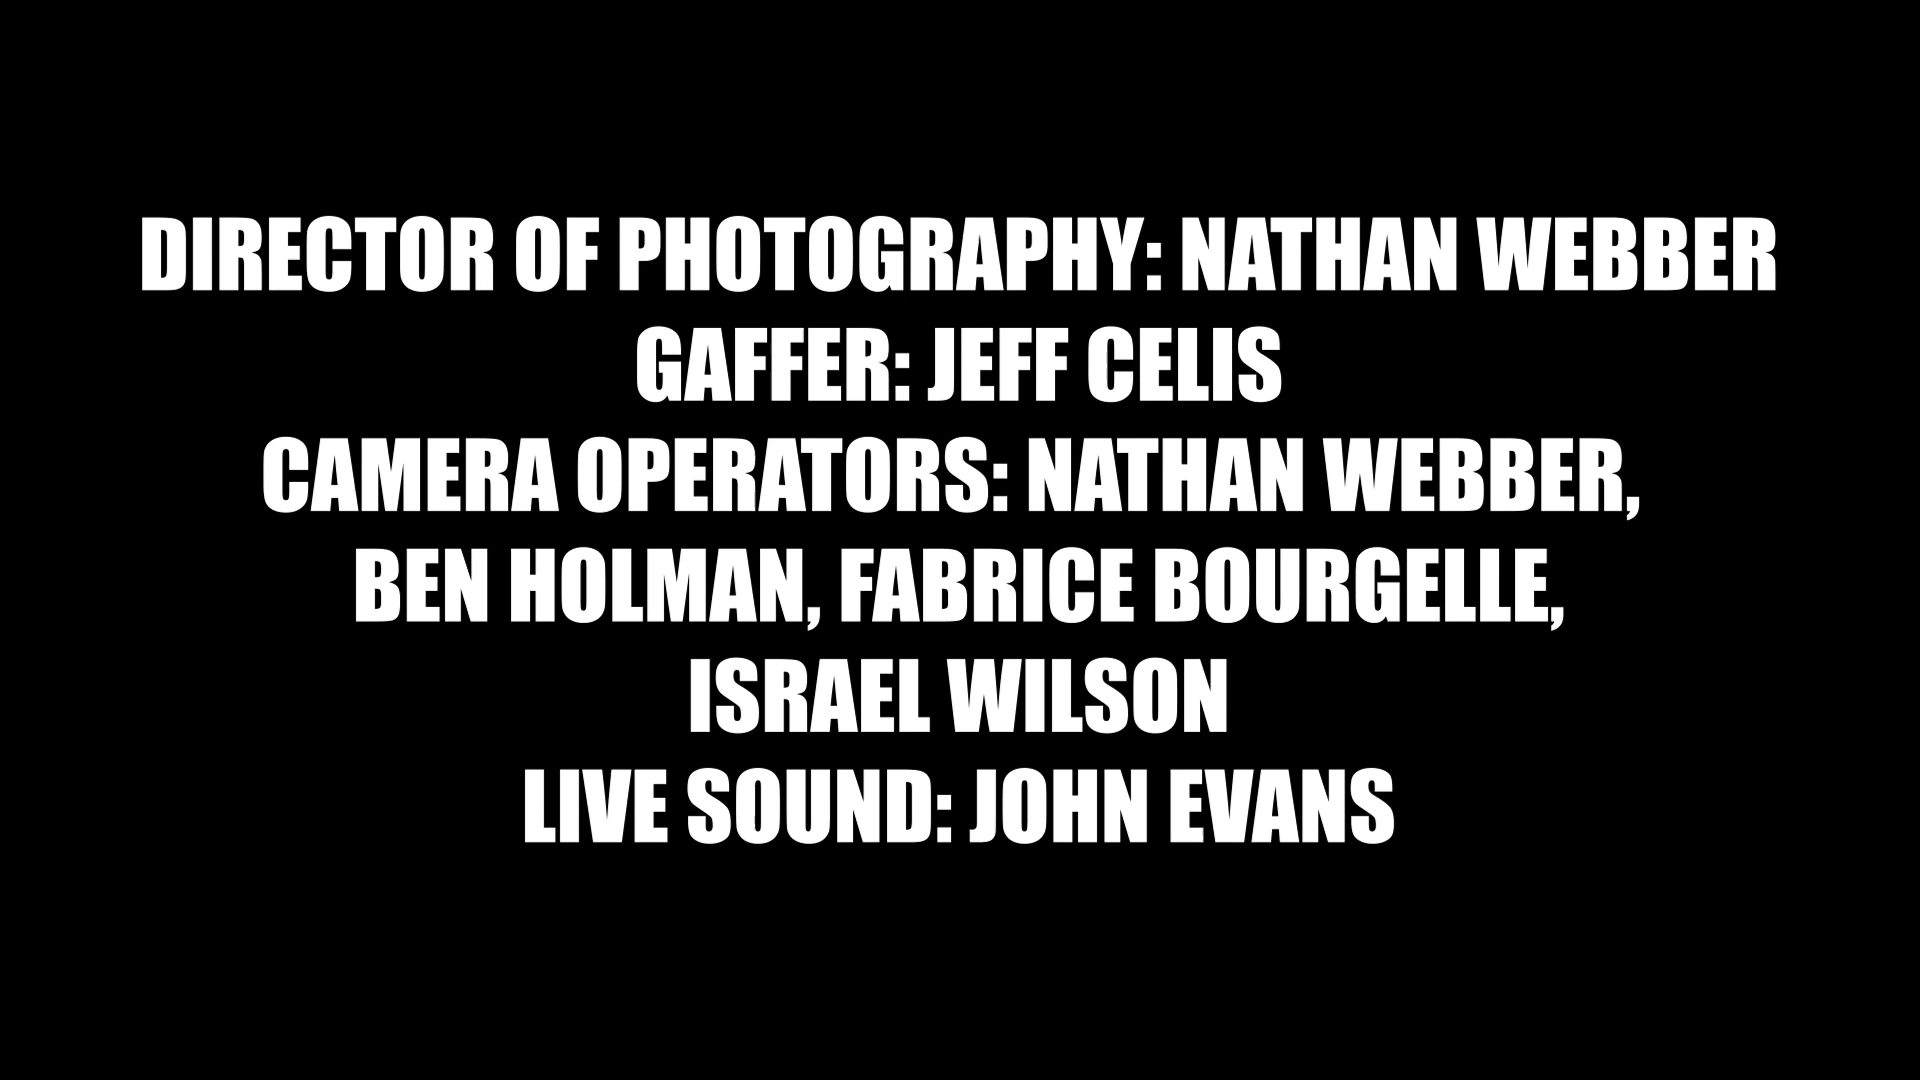 DIRECTOR OF PHOTOGRAPHY: NATHAN WEBBER
GAFFER: JEFF CELIS
CAMERA OPERATORS: NATHAN WEBBER,
BEN HOLMAN, FABRICE BOURGELLE,
ISRAEL WILSON
LIVE SOUND: JOHN EVANS